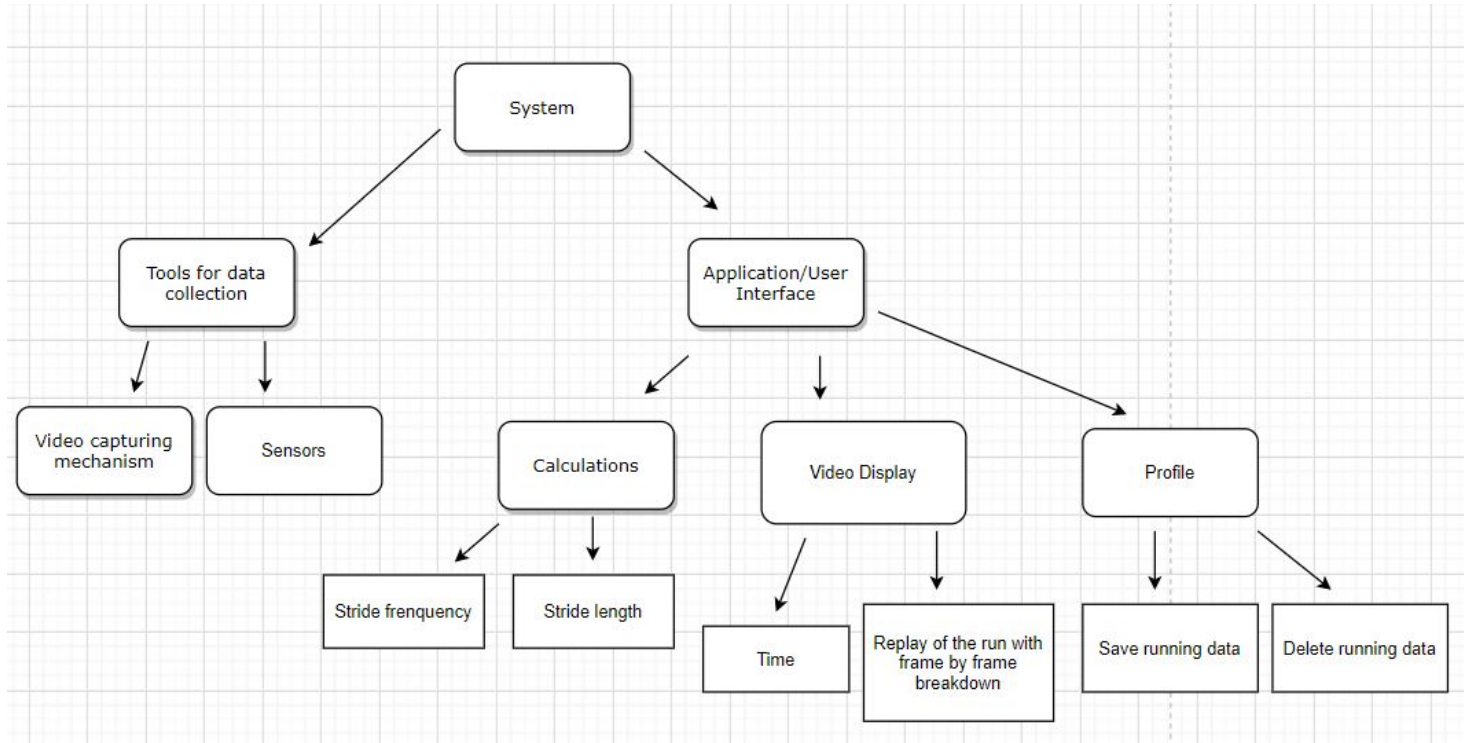 System
Tools for data
collection
Application/User
Interface
Video capturing
mechanism
Sensors
Calculations
Video Display
Profile
Stride frenquency
Stride length
Time
Replay of the run with
frame by frame
breakdown
Save running data
Delete running data